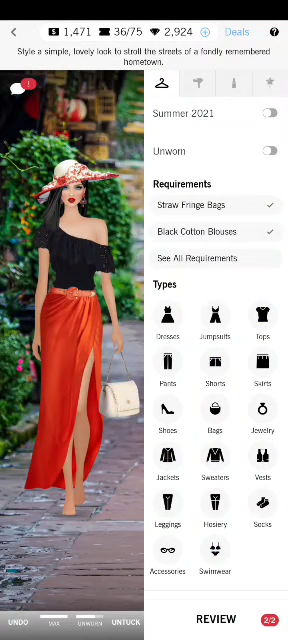 $ 1,471 36/75 2,924 Deals ?
Style a simple, lovely look to stroll the streets of a fondly remembered
hometown.
1
Summer 2021
Unworn
Requirements
Straw Fringe Bags
Black Cotton Blouses
See All Requirements
Types
Dresses Jumpsuits Tops
Pants Shorts Skirts
Shoes Bags Jewelry
Jackets Sweaters Vests
Leggings Hosiery Socks
Accessories Swimwear
UNDO MAX UNWORN UNTUCK
REVIEW 2/2